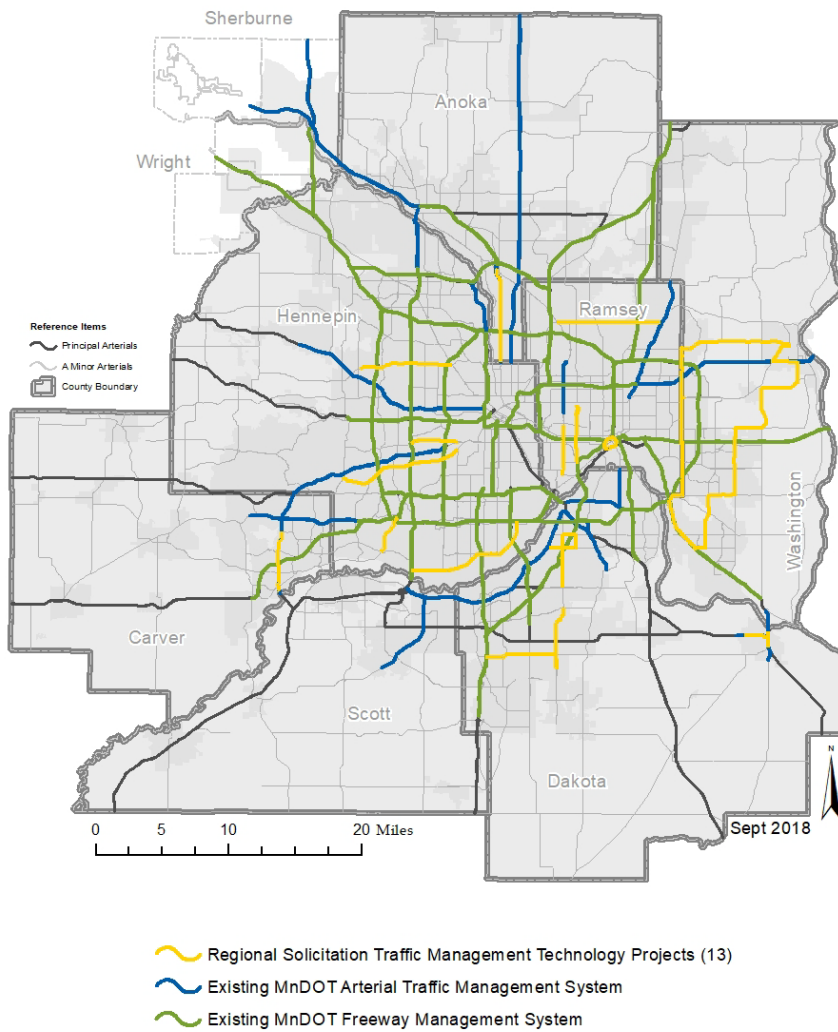 Sherburne
Anoka
Wright
Hennepin
Ramsey
Reference Items
Principal Arterials
A Minor Arterials
County Boundary
Washington
Carver
Scott
Dakota
N
Sept 2018
0 5 10 20 Miles
Regional Solicitation Traffic Management Technology Projects (13)
Existing MnDOT Arterial Traffic Management System
Existing MnDOT Freeway Management System